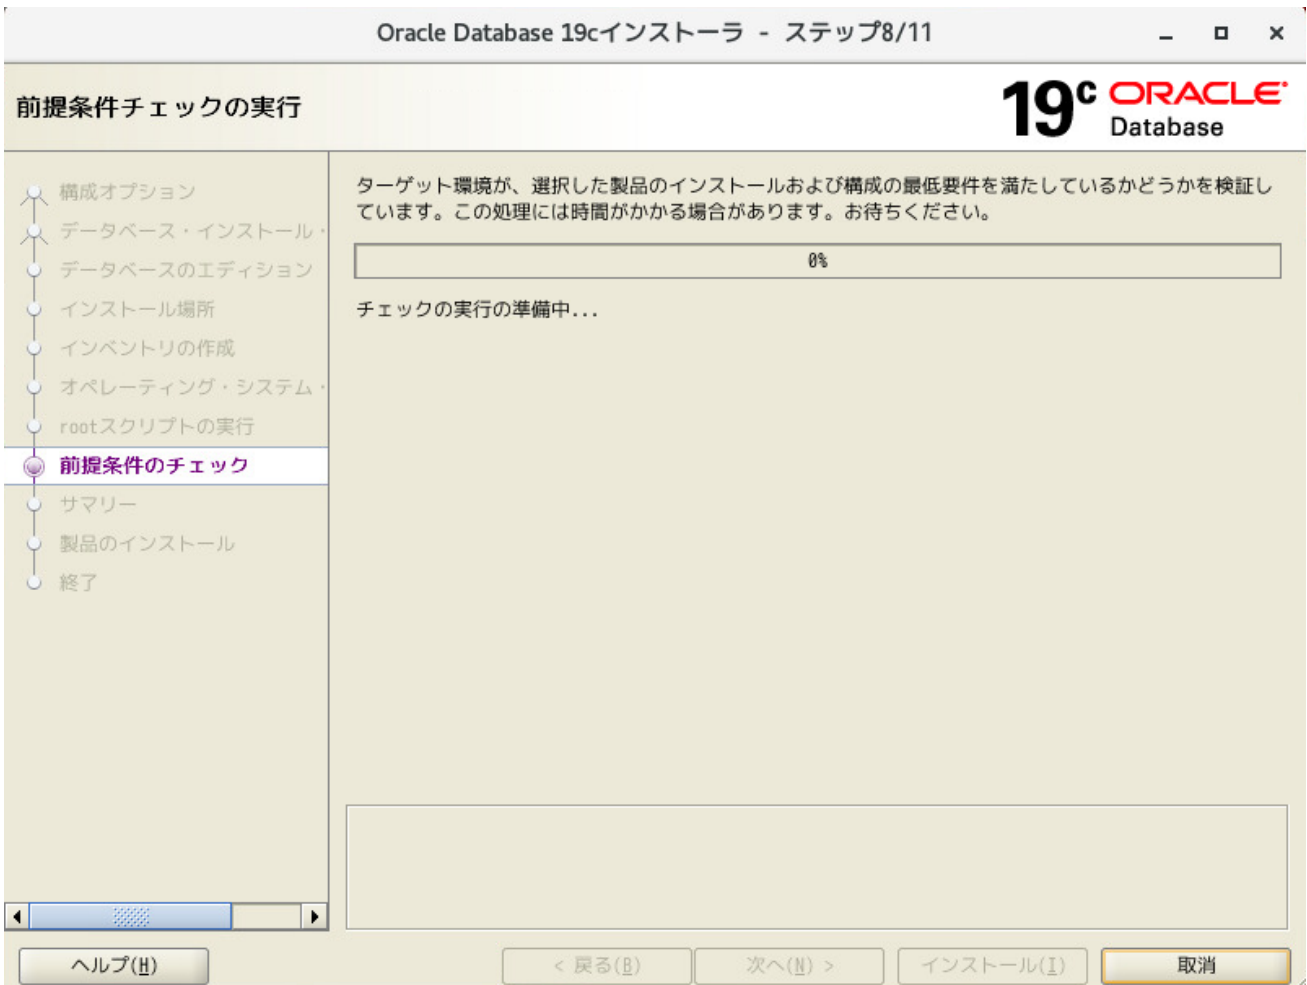 Oracle Database 19cインストーラ - ステップ8/11
前提条件チェックの実行
19c ORACLE
Database
構成オプション
データベース・インストール・
データベースのエディション
インストール場所
インベントリの作成
オペレーティング・システム・
rootスクリプトの実行
前提条件のチェック
サマリー
製品のインストール
終了
ターゲット環境が、選択した製品のインストールおよび構成の最低要件を満たしているかどうかを検証し
ています。この処理には時間がかかる場合があります。お待ちください。
0%
チェックの実行の準備中...
ヘルプ(H)
< 戻る(B)
次へ(N) >
インストール(I)
取消